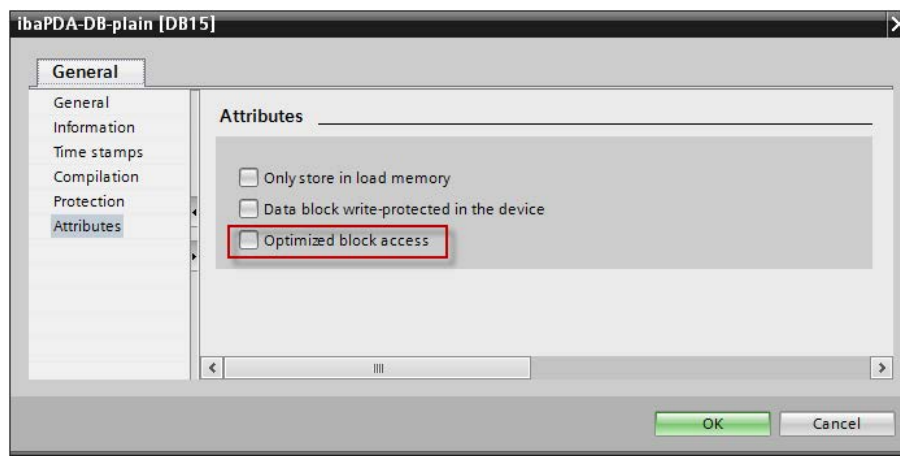 ibaPDA-DB-plain [DB15]
General
General
Information
Time stamps
Compilation
Protection
Attributes
Attributes
Only store in load memory
Data block write-protected in the device
Optimized block access
OK
Cancel